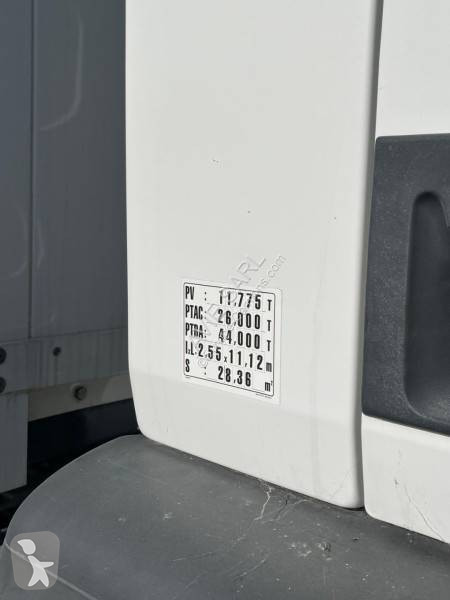 PV : 11,775 T
PTAC : 26,000 T
PTRA : 44,000 T
L.L: 2,55 x 11,12 m
S : 28,36 m²